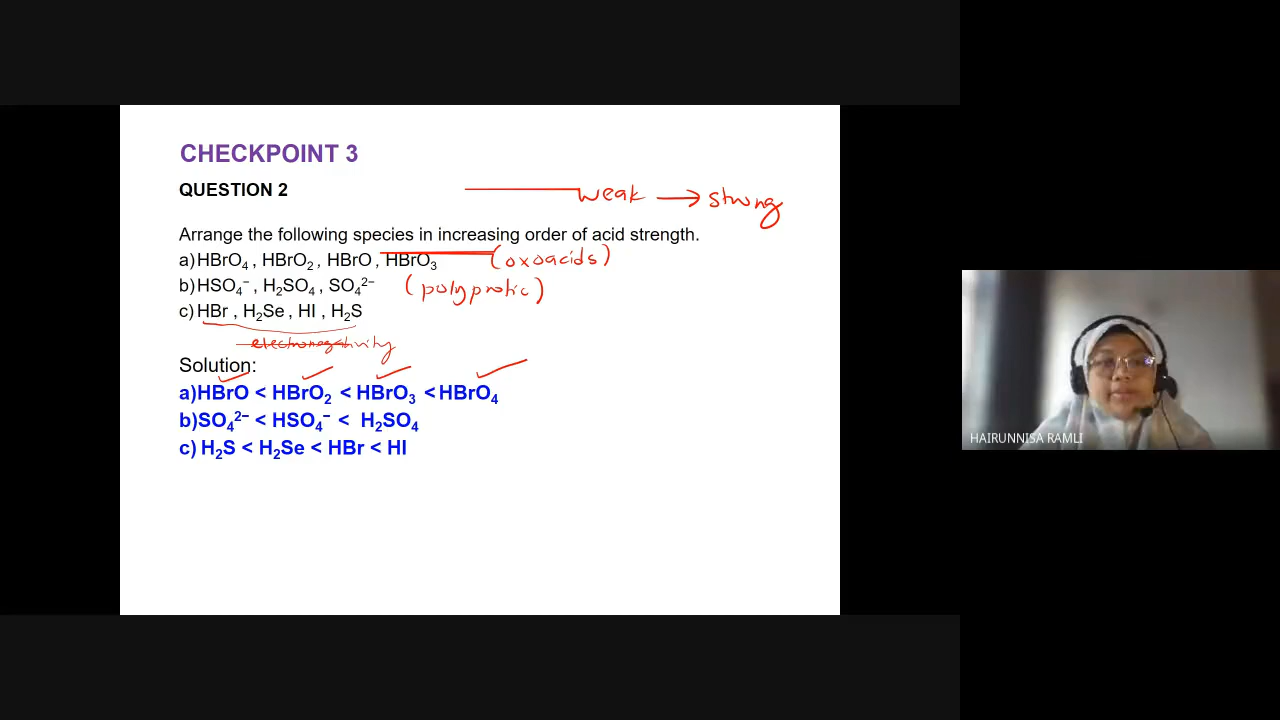 CHECKPOINT 3
QUESTION 2
weak → strong
Arrange the following species in increasing order of acid strength.
a) HBrO₄ , HBrO₂ , HBrO , HBrO₃ (oxoacids)
b) HSO₄⁻ , H₂SO₄ , SO₄²⁻ (polyprotic)
c) HBr , H₂Se , HI , H₂S
electronegativity
Solution:
a)HBrO < HBrO₂ < HBrO₃ < HBrO₄
b)SO₄²⁻ < HSO₄⁻ < H₂SO₄
c) H₂S < H₂Se < HBr < HI
HAIRUNNISA RAMLI